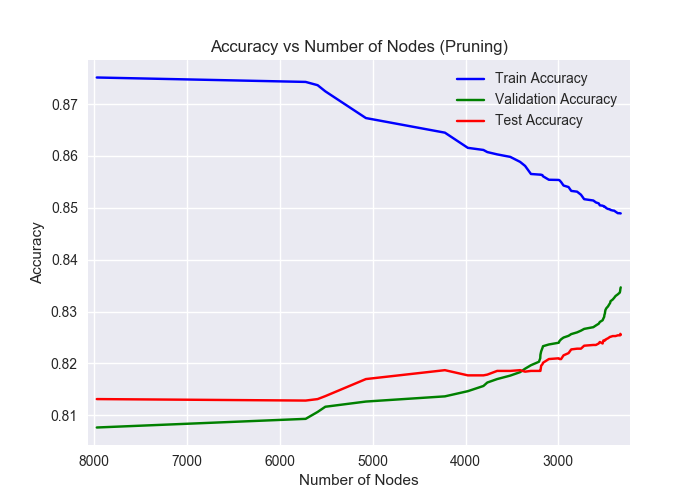 Accuracy vs Number of Nodes (Pruning)
Train Accuracy
Validation Accuracy
Test Accuracy
Accuracy
0.87
0.86
0.85
0.84
0.83
0.82
0.81
8000 7000 6000 5000 4000 3000
Number of Nodes